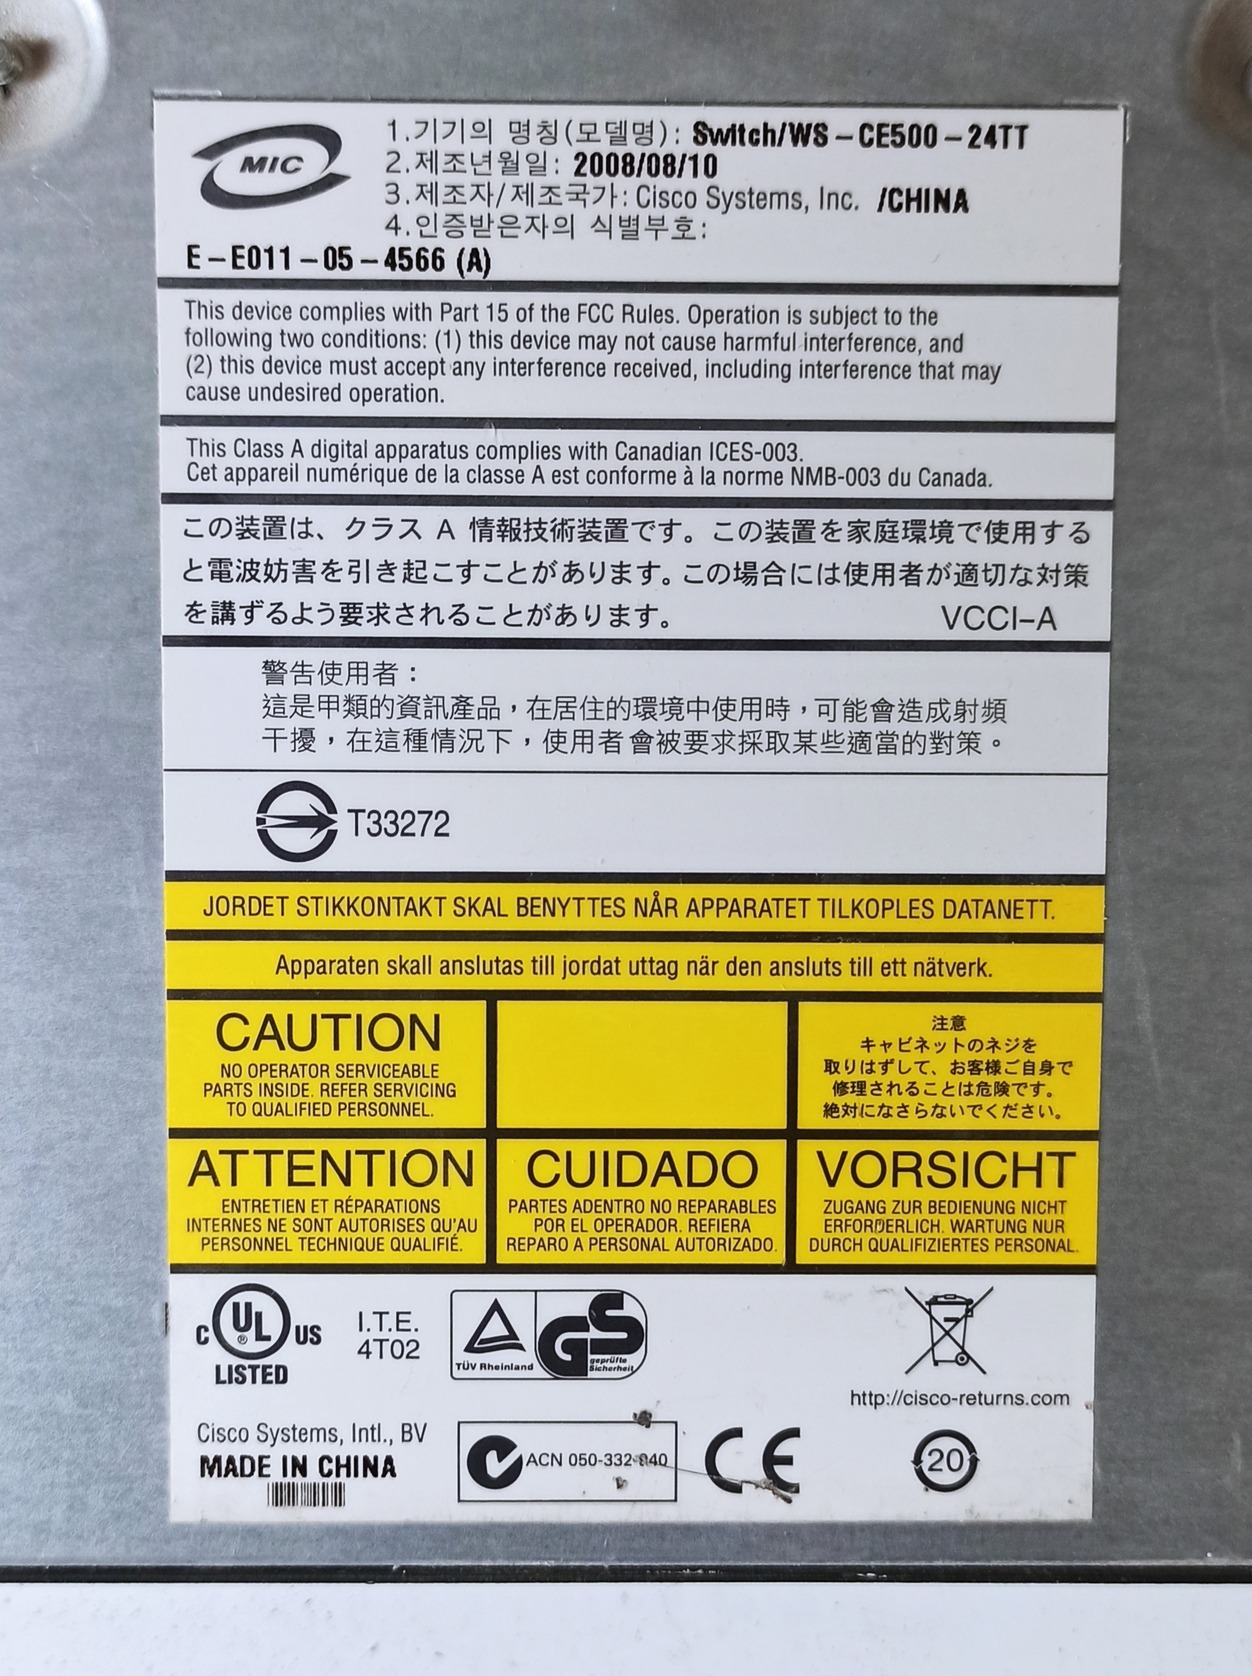 MIC
1.기기의 명칭(모델명): Switch/WS-CE500-24TT
2.제조년월일: 2008/08/10
3.제조자/제조국가: Cisco Systems, Inc. /CHINA
4.인증받은자의 식별부호:
E-E011-05-4566 (A)
This device complies with Part 15 of the FCC Rules. Operation is subject to the
following two conditions: (1) this device may not cause harmful interference, and
(2) this device must accept any interference received, including interference that may
cause undesired operation.
This Class A digital apparatus complies with Canadian ICES-003.
Cet appareil numérique de la classe A est conforme à la norme NMB-003 du Canada.
この装置は、クラス A 情報技術装置です。この装置を家庭環境で使用する
と電波妨害を引き起こすことがあります。この場合には使用者が適切な対策
を講ずるよう要求されることがあります。 VCCI-A
警告使用者：
這是甲類的資訊產品，在居住的環境中使用時，可能會造成射頻
干擾，在這種情況下，使用者會被要求採取某些適當的對策。
T33272
JORDET STIKKONTAKT SKAL BENYTTES NÅR APPARATET TILKOPLES DATANETT.
Apparaten skall anslutas till jordat uttag när den ansluts till ett nätverk.
CAUTION
NO OPERATOR SERVICEABLE
PARTS INSIDE. REFER SERVICING
TO QUALIFIED PERSONNEL.
注意
キャビネットのネジを
取りはずして、お客様ご自身で
修理されることは危険です。
絶対になさらないでください。
ATTENTION
ENTRETIEN ET RÉPARATIONS
INTERNES NE SONT AUTORISES QU'AU
PERSONNEL TECHNIQUE QUALIFIÉ.
CUIDADO
PARTES ADENTRO NO REPARABLES
POR EL OPERADOR. REFIERA
REPARO A PERSONAL AUTORIZADO.
VORSICHT
ZUGANG ZUR BEDIENUNG NICHT
ERFORDERLICH. WARTUNG NUR
DURCH QUALIFIZIERTES PERSONAL.
C UL ® US
LISTED
I.T.E.
4T02
TÜV Rheinland
GS
geprüfte
Sicherheit
http://cisco-returns.com
Cisco Systems, Intl., BV
MADE IN CHINA
ACN 050-332-940
CE
20